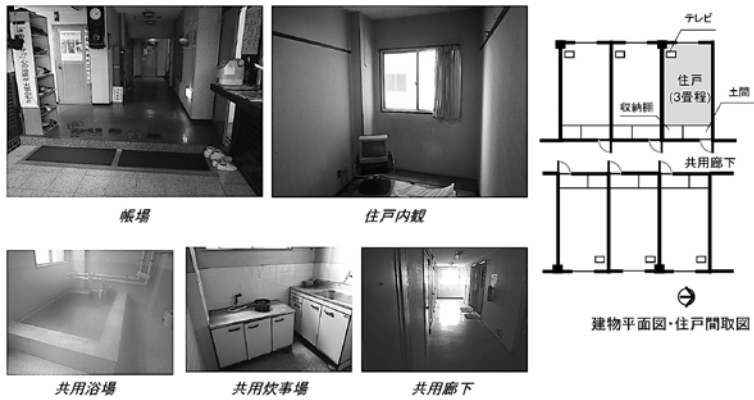 帳場
住戸内観
テレビ
住戸
(3畳程)
収納棚
土間
共用廊下
建物平面図・住戸間取図
共用浴場
共用炊事場
共用廊下